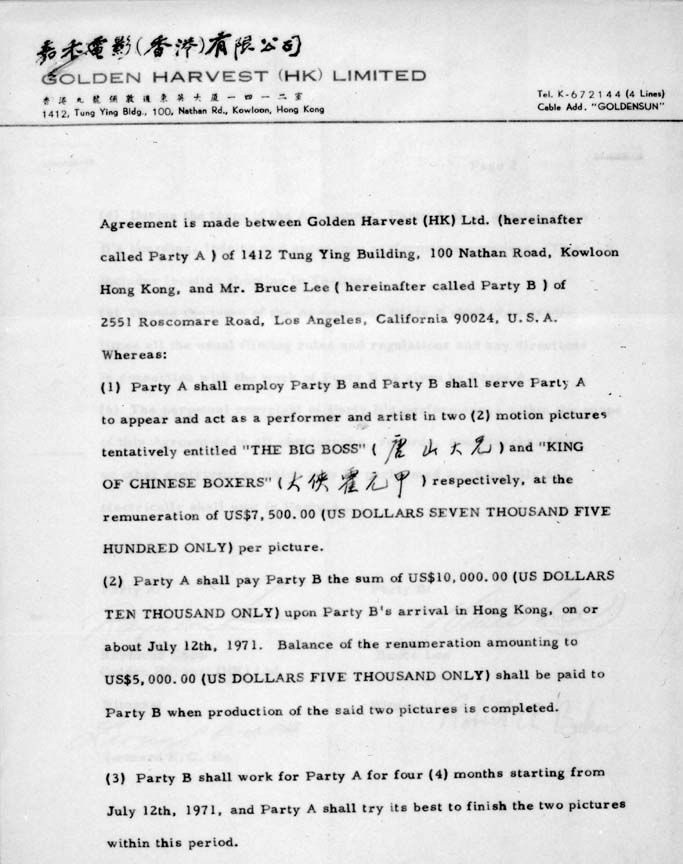 嘉禾電影(香港)有限公司
GOLDEN HARVEST (HK) LIMITED
香港九龍彌敦道東英大廈一四一二室
1412, Tung Ying Bldg., 100, Nathan Rd., Kowloon, Hong Kong
Tel. K-672144 (4 Lines)
Cable Add. "GOLDENSUN"
Agreement is made between Golden Harvest (HK) Ltd. (hereinafter
called Party A ) of 1412 Tung Ying Building, 100 Nathan Road, Kowloon
Hong Kong, and Mr. Bruce Lee ( hereinafter called Party B ) of
2551 Roscomare Road, Los Angeles, California 90024, U.S.A.
Whereas:
(1) Party A shall employ Party B and Party B shall serve Party A
to appear and act as a performer and artist in two (2) motion pictures
tentatively entitled "THE BIG BOSS" ( 唐山大兄 ) and "KING
OF CHINESE BOXERS" ( 大俠霍元甲 ) respectively, at the
remuneration of US$7,500.00 (US DOLLARS SEVEN THOUSAND FIVE
HUNDRED ONLY) per picture.
(2) Party A shall pay Party B the sum of US$10,000.00 (US DOLLARS
TEN THOUSAND ONLY) upon Party B's arrival in Hong Kong, on or
about July 12th, 1971. Balance of the renumeration amounting to
US$5,000.00 (US DOLLARS FIVE THOUSAND ONLY) shall be paid to
Party B when production of the said two pictures is completed.
(3) Party B shall work for Party A for four (4) months starting from
July 12th, 1971, and Party A shall try its best to finish the two pictures
within this period.